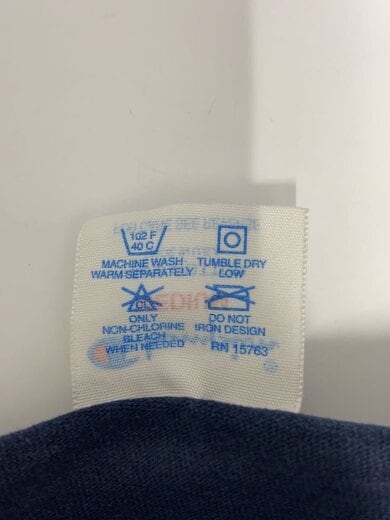 102 F
40 C
MACHINE WASH
WARM SEPARATELY
TUMBLE DRY
LOW
CL
ONLY
NON-CHLORINE
BLEACH
WHEN NEEDED
DO NOT
IRON DESIGN
RN 15763